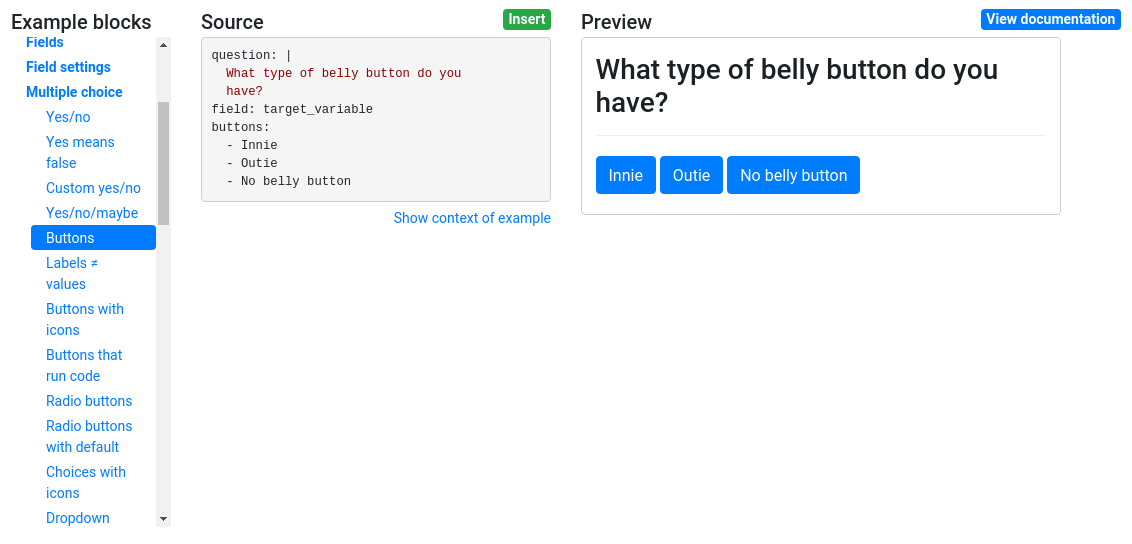 Example blocks
Fields
Field settings
Multiple choice
Yes/no
Yes means
false
Custom yes/no
Yes/no/maybe
Buttons
Labels ≠
values
Buttons with
icons
Buttons that
run code
Radio buttons
Radio buttons
with default
Choices with
icons
Dropdown
Source
Insert
question: |
  What type of belly button do you
  have?
field: target_variable
buttons:
  - Innie
  - Outie
  - No belly button
Show context of example
Preview
View documentation
What type of belly button do you
have?
Innie Outie No belly button